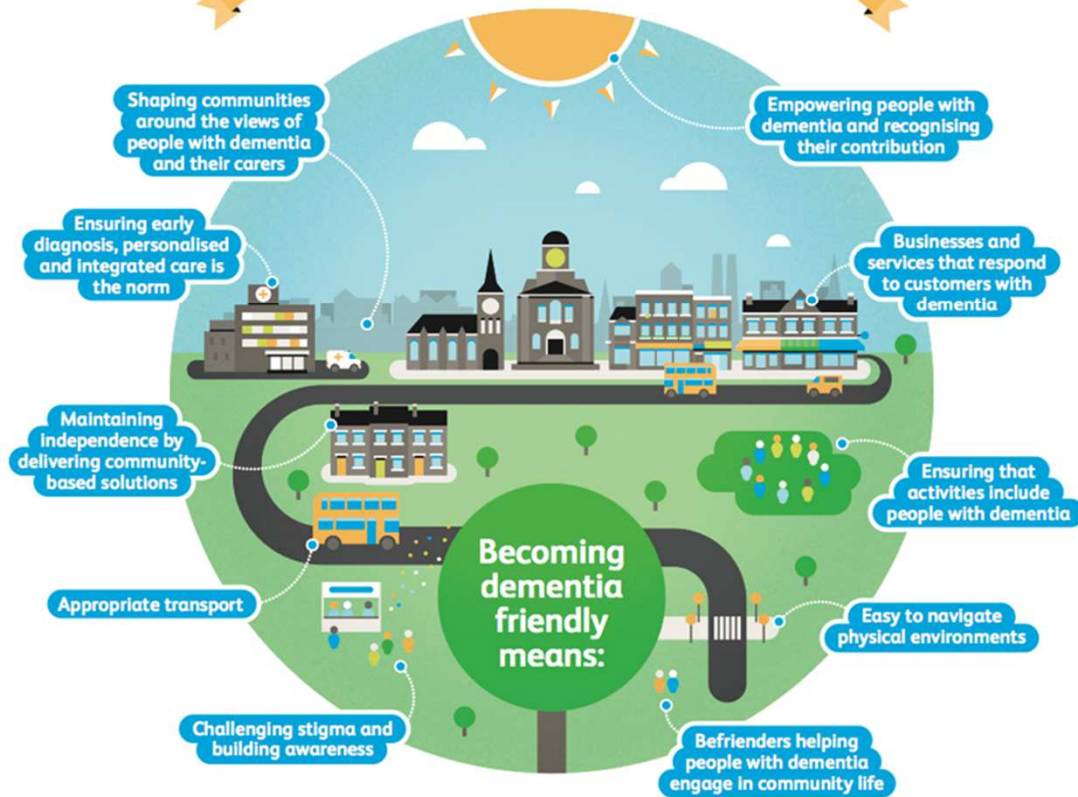 Shaping communities
around the views of
people with dementia
and their carers
Empowering people with
dementia and recognising
their contribution
Ensuring early
diagnosis, personalised
and integrated care is
the norm
Businesses and
services that respond
to customers with
dementia
Maintaining
independence by
delivering community-
based solutions
Ensuring that
activities include
people with dementia
Becoming
dementia
friendly
means:
Appropriate transport
Easy to navigate
physical environments
Challenging stigma and
building awareness
Befrienders helping
people with dementia
engage in community life